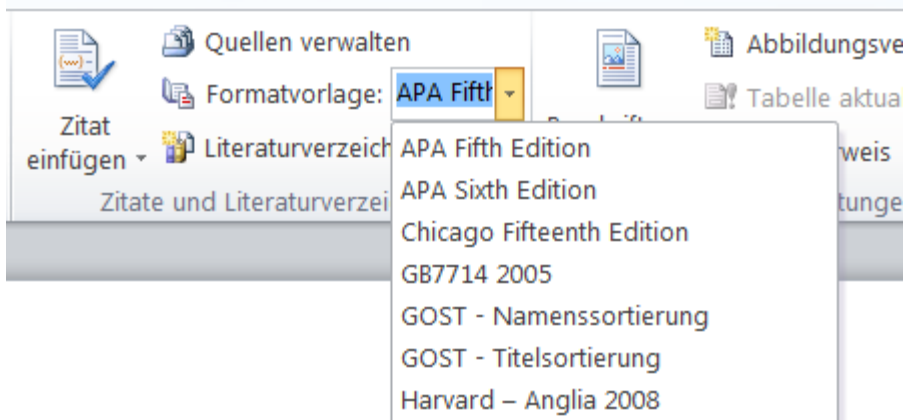 Zitat
einfügen
Quellen verwalten
Formatvorlage: APA Fift
Literaturverzeich
Zitate und Literaturverzei
Abbildungsve
Tabelle aktua
weis
tunge
APA Fifth Edition
APA Sixth Edition
Chicago Fifteenth Edition
GB7714 2005
GOST - Namenssortierung
GOST - Titelsortierung
Harvard – Anglia 2008